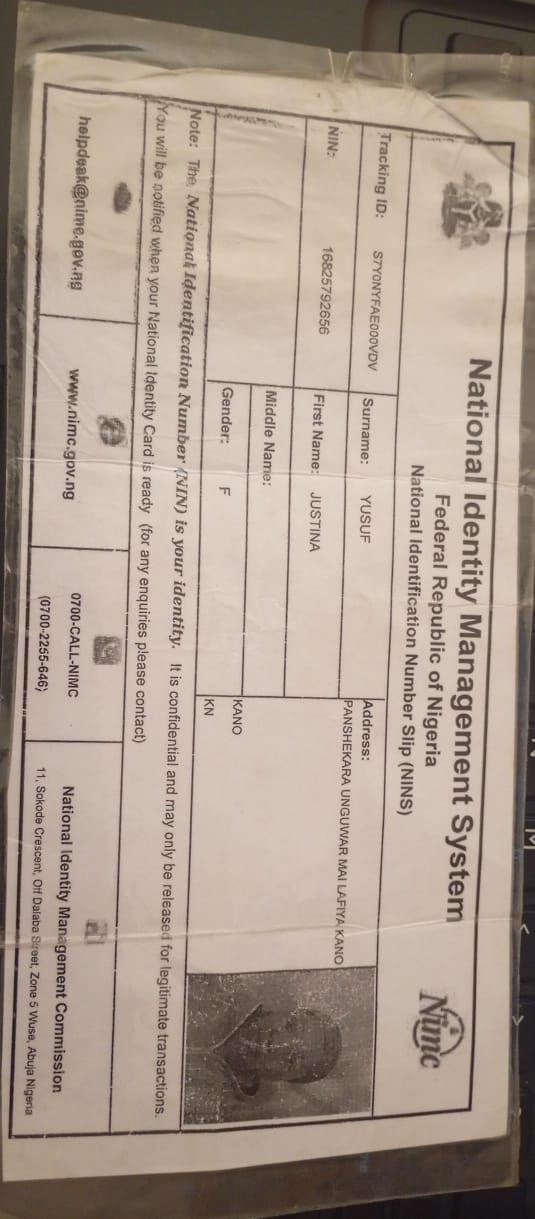 National Identity Management System
Federal Republic of Nigeria
National Identification Number Slip (NINS)
Nimc
Tracking ID: S7Y0NYFAE000VDV
Surname: YUSUF
Address:
PANSHEKARA UNGUWAR MAI LAFIYA KANO
NIN: 16825792656
First Name: JUSTINA
Middle Name:
KANO
Gender: F
KN
Note: The National Identification Number (NIN) is your identity. It is confidential and may only be released for legitimate transactions.
You will be notified when your National Identity Card is ready (for any enquiries please contact)
helpdesk@nimc.gov.ng
www.nimc.gov.ng
0700-CALL-NIMC
(0700-2255-646)
National Identity Management Commission
11, Sokode Crescent, Off Dalaba Street, Zone 5 Wuse, Abuja Nigeria